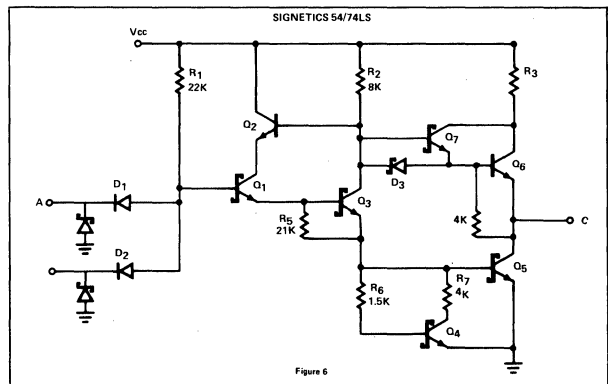 SIGNETICS 54/74LS
Vcc
R1
22K
R2
8K
R3
Q2
Q7
D3
Q6
Q1
Q3
A
D1
R5
21K
4K
C
D2
Q5
R6
1.5K
R7
4K
Q4
Figure 6